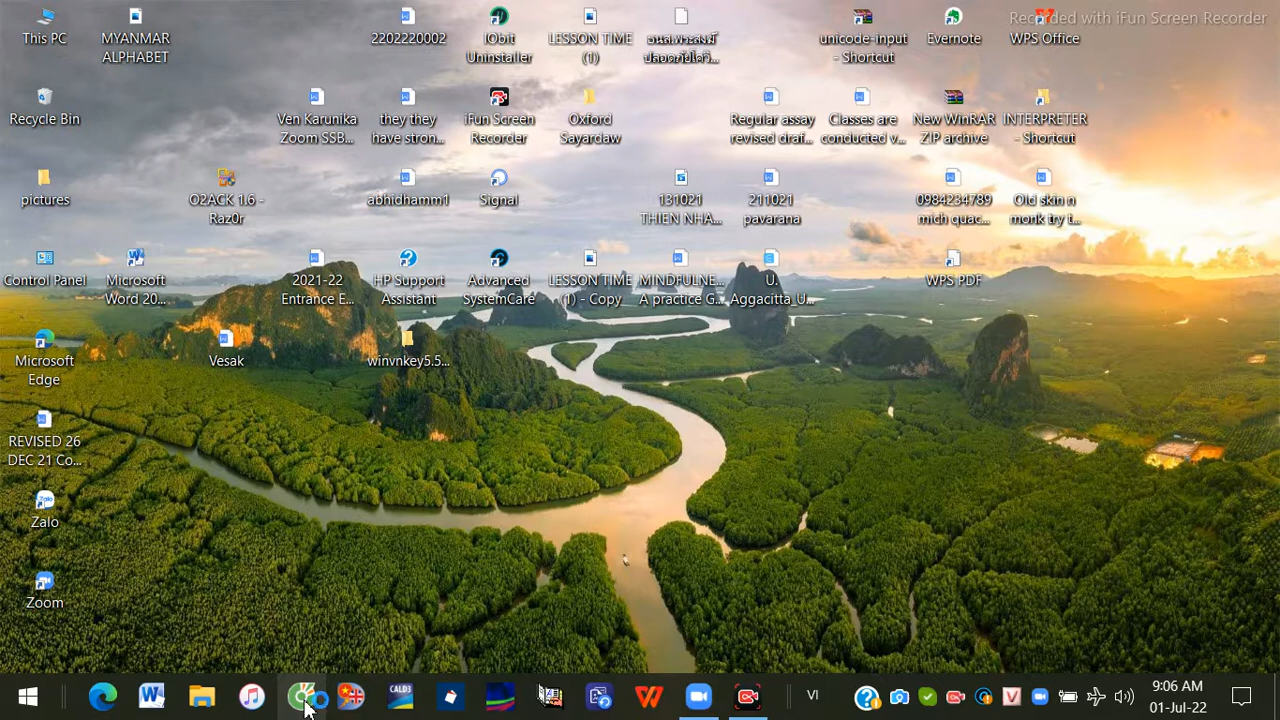 Recorded with iFun Screen Recorder
This PC
MYANMAR
ALPHABET
2202220002
IObit
Uninstaller
LESSON TIME
(1)
unicode-input
- Shortcut
Evernote
WPS Office
Recycle Bin
Ven Karunika
Zoom SSB...
they they
have stron...
iFun Screen
Recorder
Oxford
Sayardaw
Regular assay
revised draf...
Classes are
conducted v...
New WinRAR
ZIP archive
INTERPRETER
- Shortcut
pictures
O2ACK 1.6 -
Raz0r
abhidhamm1
Signal
131021
THIEN NHA...
211021
pavarana
0984234789
mich quac...
Old skin n
monk try t...
Control Panel
Microsoft
Word 20...
2021-22
Entrance E...
HP Support
Assistant
Advanced
SystemCare
LESSON TIME
(1) - Copy
MINDFULNE...
A practice G...
U.
Aggacitta_U...
WPS PDF
Microsoft
Edge
Vesak
winvnkey5.5...
REVISED 26
DEC 21 Co...
Zalo
Zoom
CALD3
VI
9:06 AM
01-Jul-22